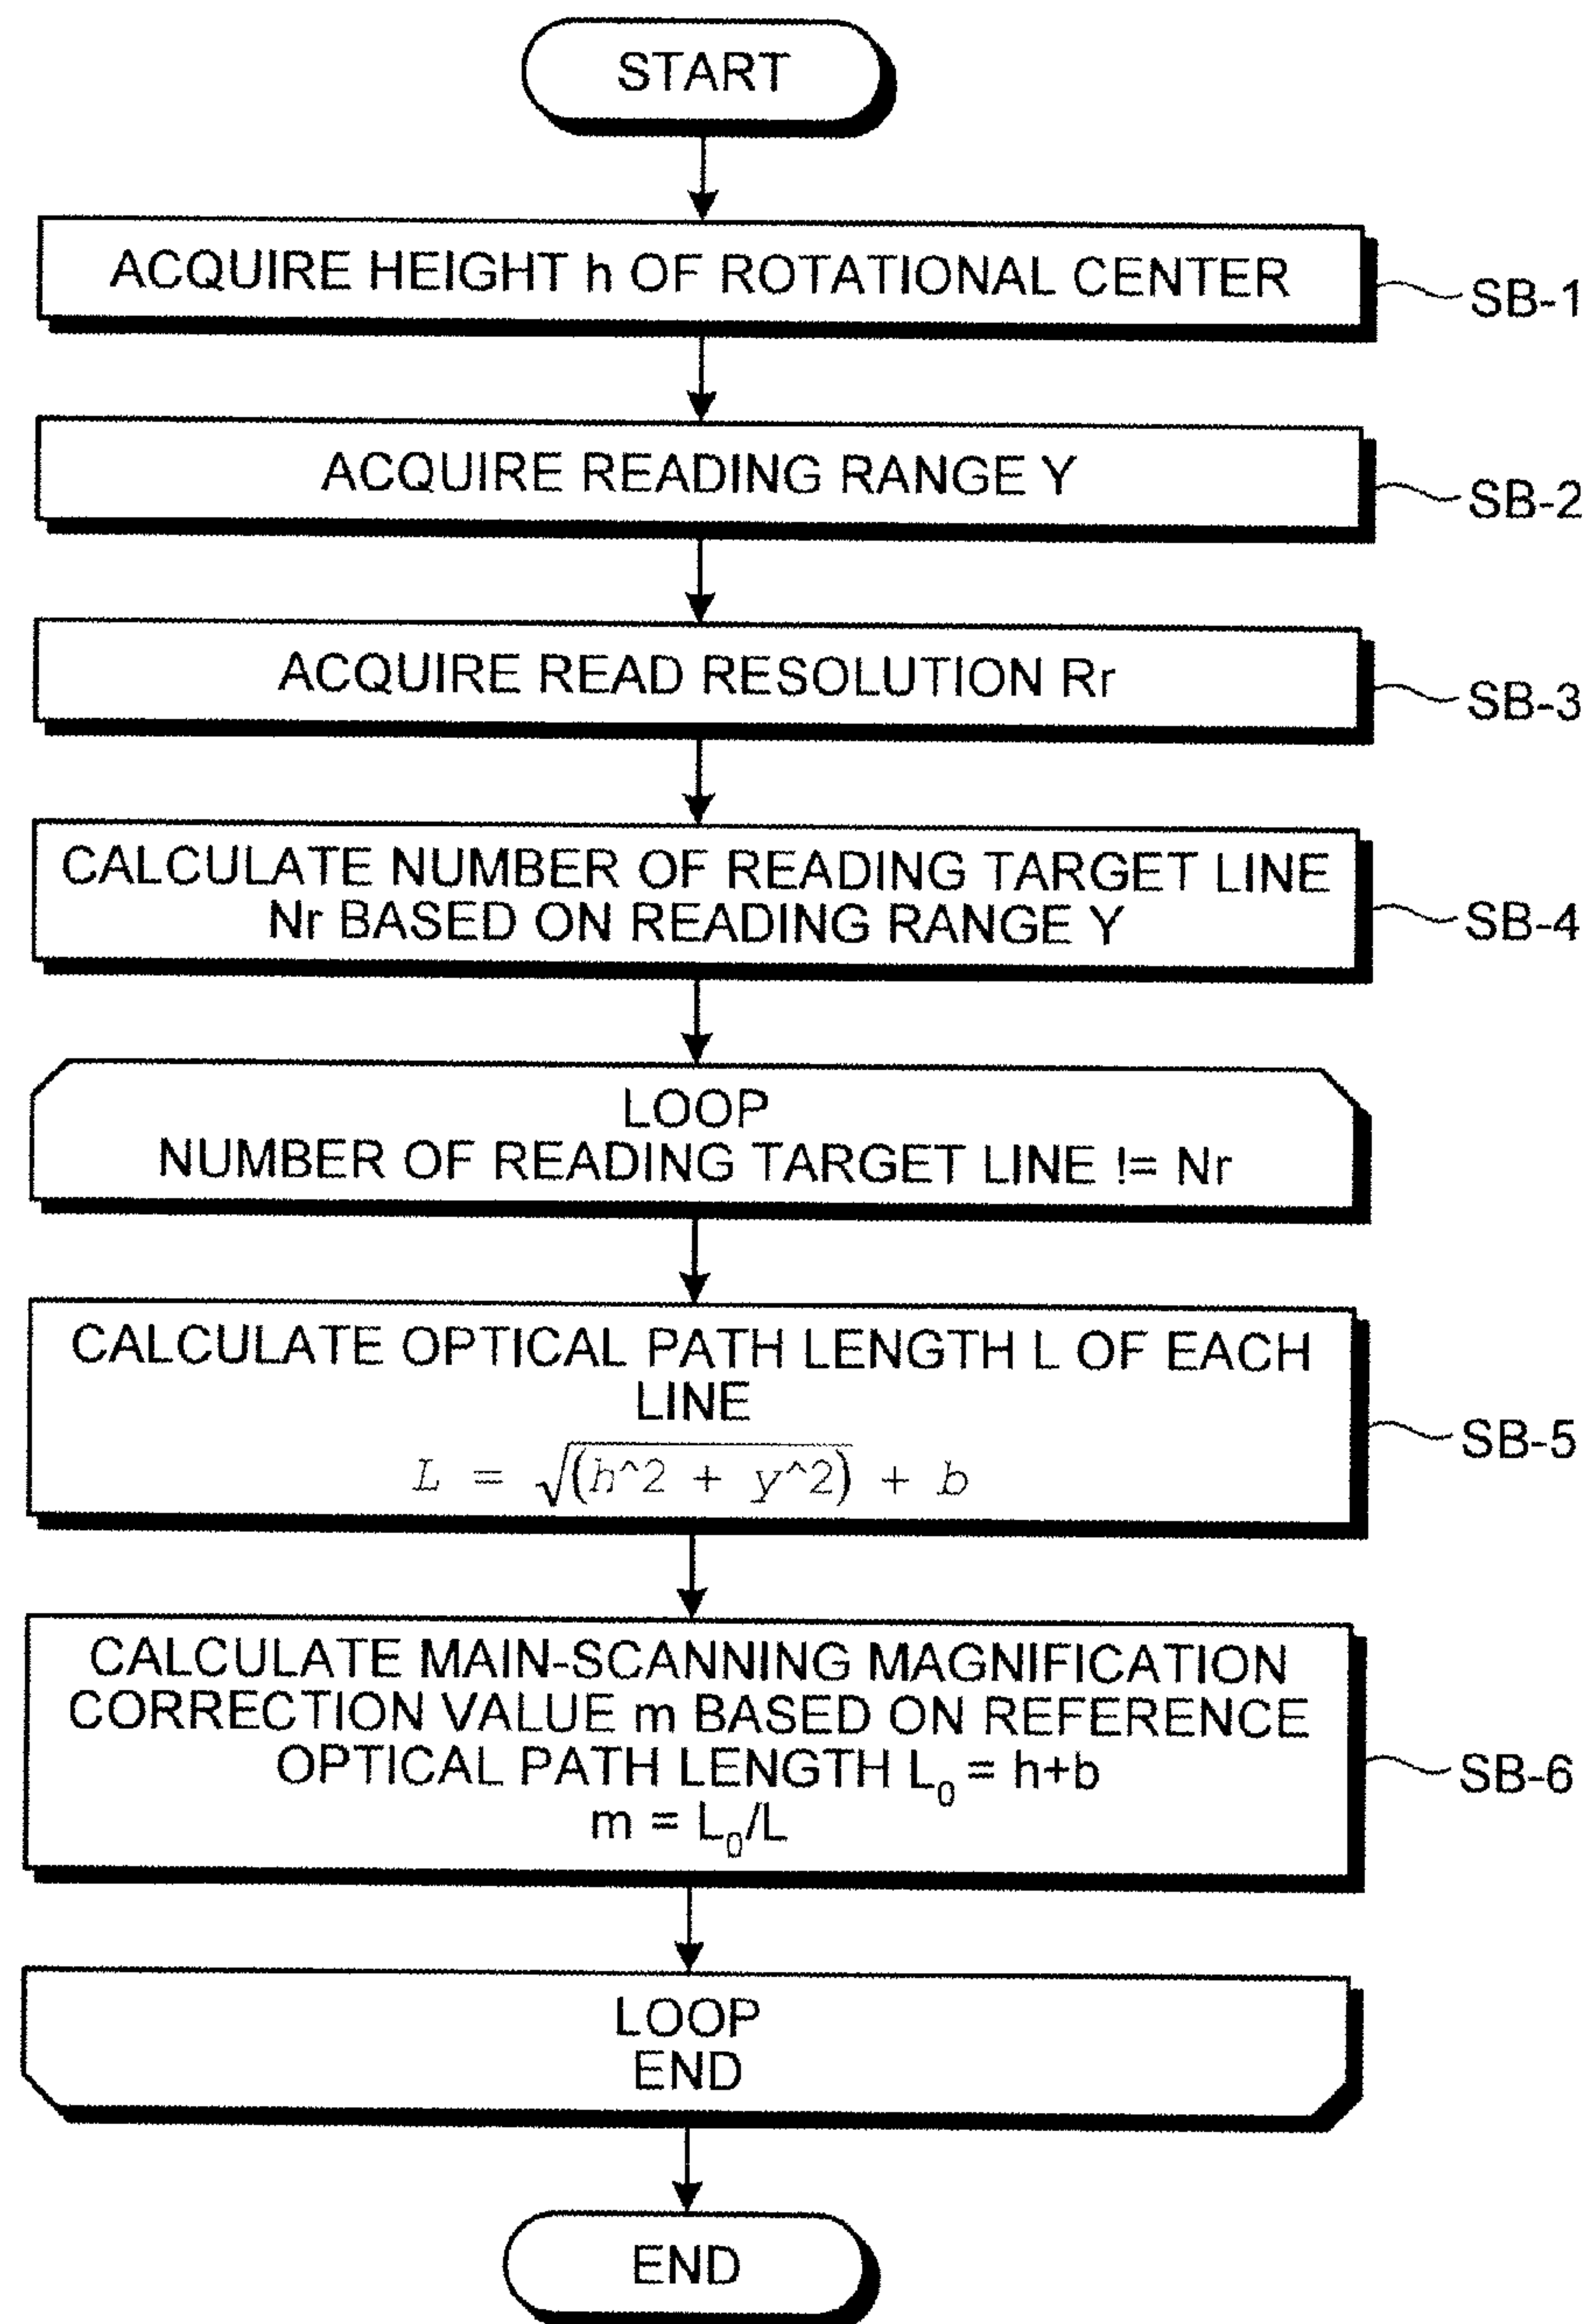 START
ACQUIRE HEIGHT h OF ROTATIONAL CENTER
SB-1
ACQUIRE READING RANGE Y
SB-2
ACQUIRE READ RESOLUTION Rr
SB-3
CALCULATE NUMBER OF READING TARGET LINE
Nr BASED ON READING RANGE Y
SB-4
LOOP
NUMBER OF READING TARGET LINE != Nr
CALCULATE OPTICAL PATH LENGTH L OF EACH
LINE
L = √(h^2 + y^2) + b
SB-5
CALCULATE MAIN-SCANNING MAGNIFICATION
CORRECTION VALUE m BASED ON REFERENCE
OPTICAL PATH LENGTH L₀ = h+b
m = L₀/L
SB-6
LOOP
END
END